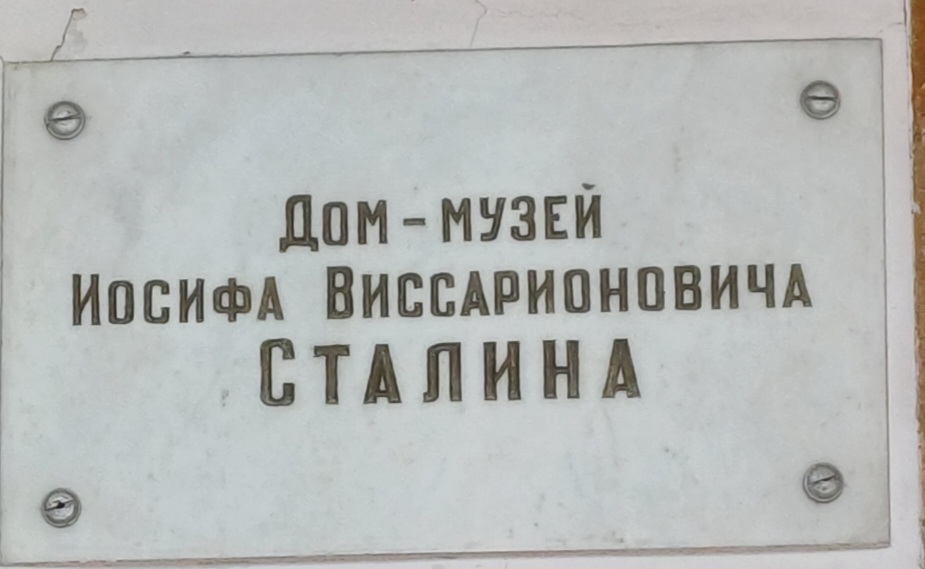 Дом-музей
Иосифа Виссарионовича
Сталина